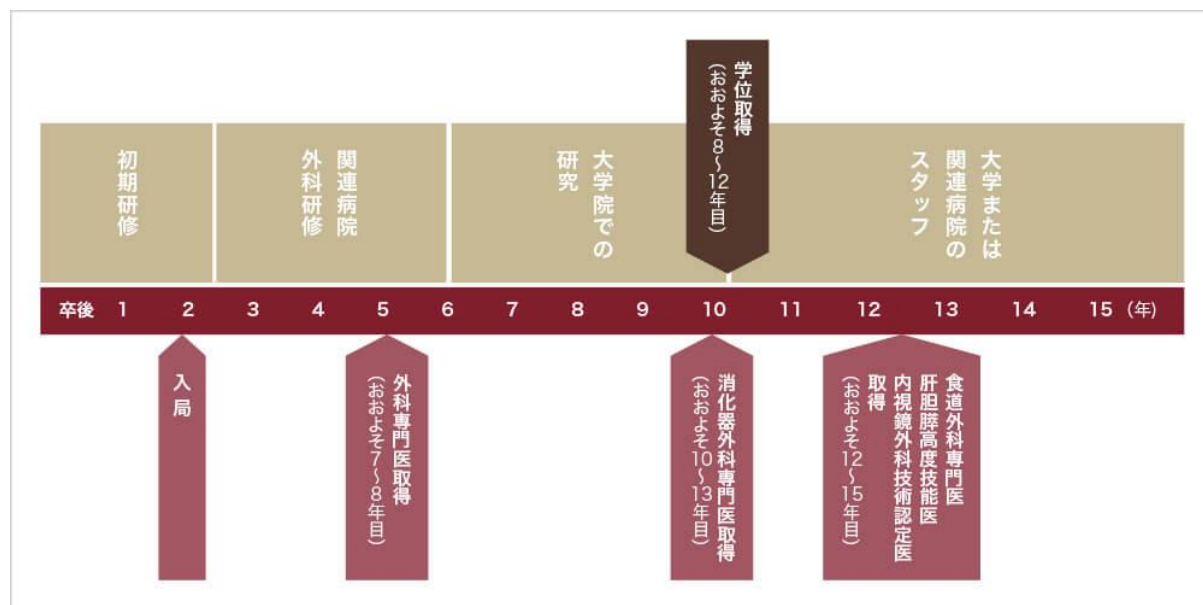 学位取得
(おおよそ8〜12年目)
初期研修
関連病院
外科研修
大学院での
研究
大学または
関連病院の
スタッフ
卒後 1 2 3 4 5 6 7 8 9 10 11 12 13 14 15 (年)
入局
外科専門医取得
(おおよそ7〜8年目)
消化器外科専門医取得
(おおよそ10〜13年目)
食道外科専門医
肝胆膵高度技能医
内視鏡外科技術認定医
取得
(おおよそ12〜15年目)